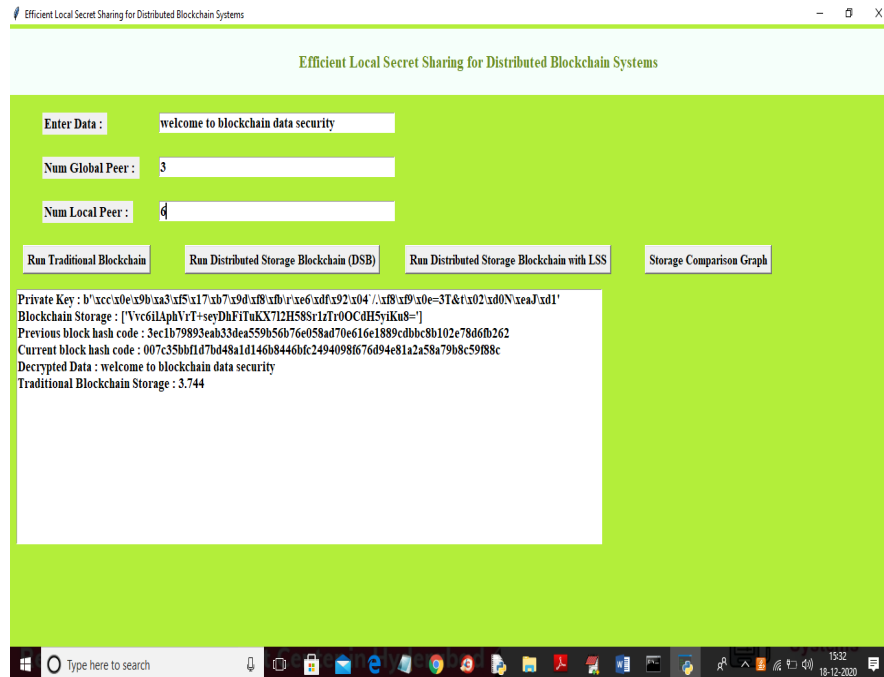 Efficient Local Secret Sharing for Distributed Blockchain Systems
Efficient Local Secret Sharing for Distributed Blockchain Systems
Enter Data : welcome to blockchain data security
Num Global Peer : 3
Num Local Peer : 6
Run Traditional Blockchain Run Distributed Storage Blockchain (DSB) Run Distributed Storage Blockchain with LSS Storage Comparison Graph
Private Key : b'\xcc\x0e\x9b\xa3\xf5\x17\xb7\x9d\xf8\xfb\r\xe6\xdf\x92\x04`/.\xf8\xf9\x0e=3T&t\x02\xd0N\xeaJ\xd1'
Blockchain Storage : ['Vvc6ilAphVrT+seyDhFiTuKX7l2H58Sr1zTr0OCdH5yiKu8=']
Previous block hash code : 3ec1b79893eab33dea559b56b76e058ad70e616e1889cdbbc8b102e78d6fb262
Current block hash code : 007c35bbf1d7bd48a1d146b8446bfc2494098f676d94e81a2a58a79b8c59f88c
Decrypted Data : welcome to blockchain data security
Traditional Blockchain Storage : 3.744
Type here to search
15:32
18-12-2020